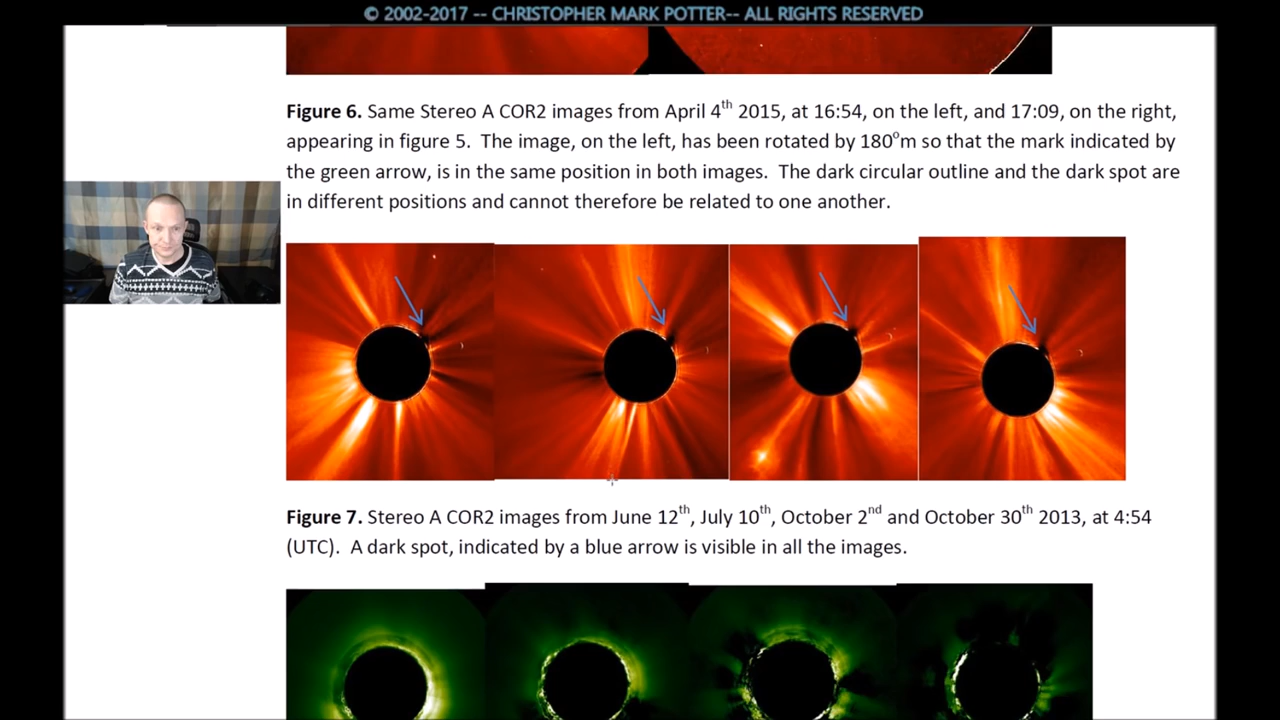 © 2002-2017 -- CHRISTOPHER MARK POTTER-- ALL RIGHTS RESERVED
Figure 6. Same Stereo A COR2 images from April 4th 2015, at 16:54, on the left, and 17:09, on the right,
appearing in figure 5. The image, on the left, has been rotated by 180°m so that the mark indicated by
the green arrow, is in the same position in both images. The dark circular outline and the dark spot are
in different positions and cannot therefore be related to one another.
Figure 7. Stereo A COR2 images from June 12th, July 10th, October 2nd and October 30th 2013, at 4:54
(UTC). A dark spot, indicated by a blue arrow is visible in all the images.